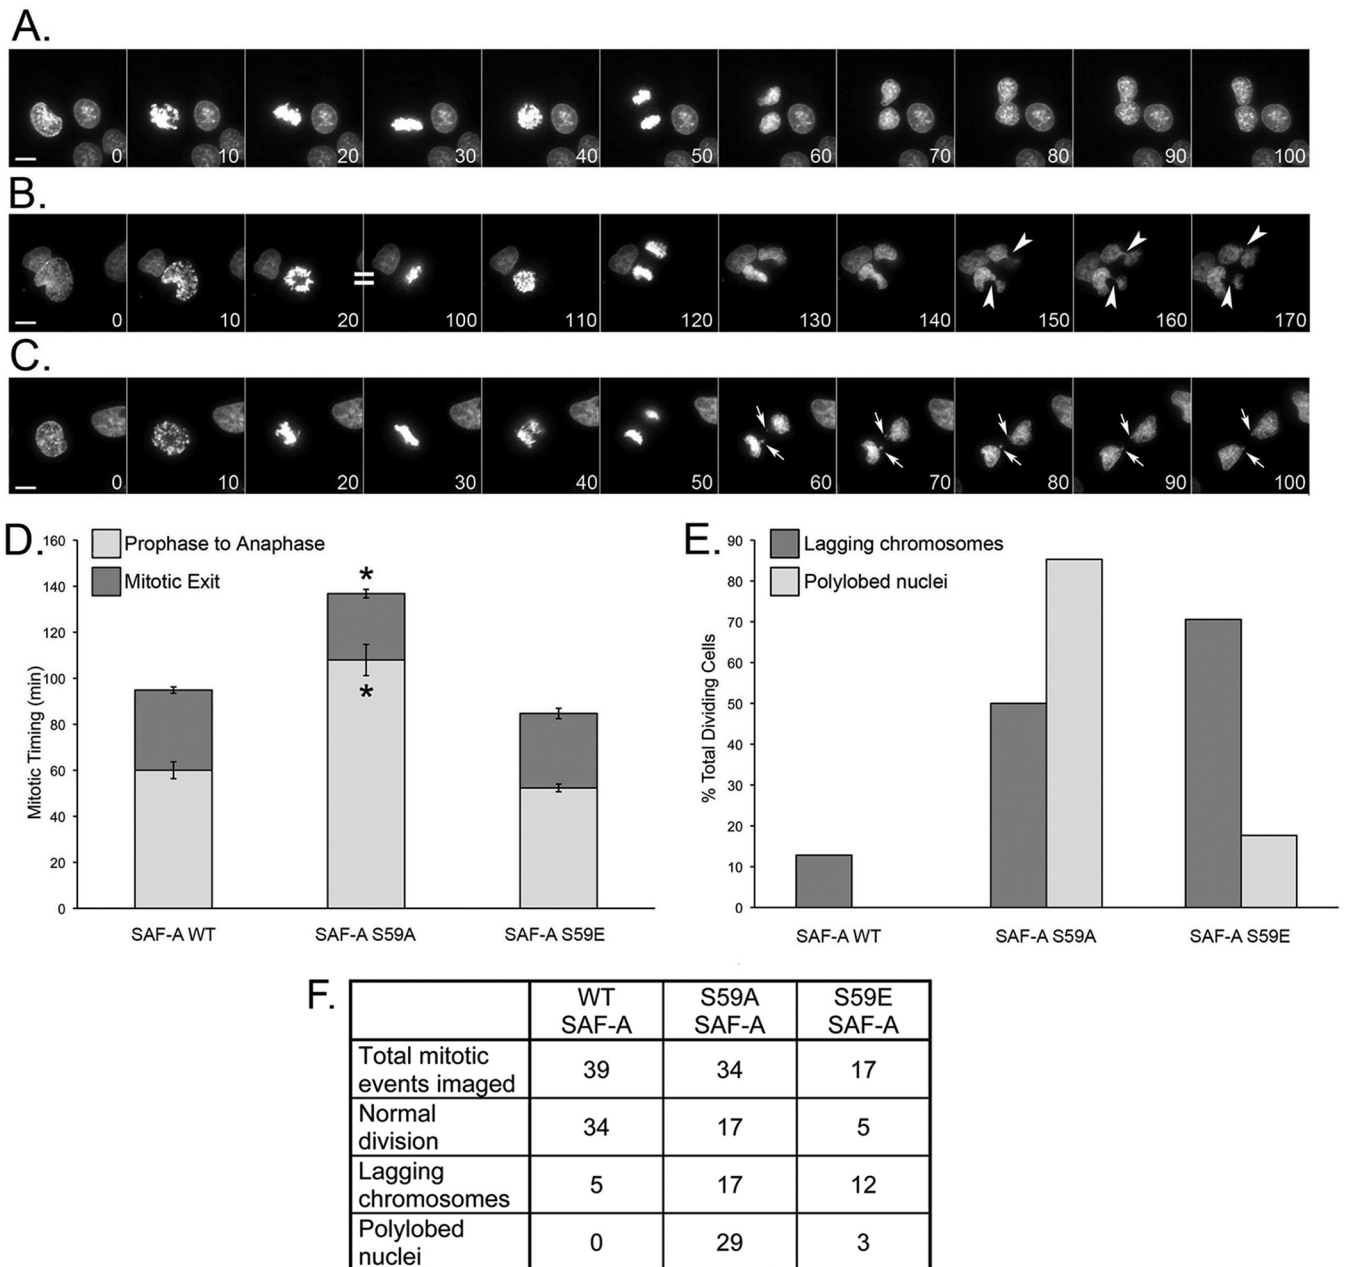 A.
0 10 20 30 40 50 60 70 80 90 100
B.
0 10 20 100 110 120 130 140 150 160 170
C.
0 10 20 30 40 50 60 70 80 90 100
D.
Prophase to Anaphase
Mitotic Exit
Mitotic Timing (min)
160
140
120
100
80
60
40
20
0
*
*
SAF-A WT SAF-A S59A SAF-A S59E
E.
Lagging chromosomes
Polylobed nuclei
% Total Dividing Cells
90
80
70
60
50
40
30
20
10
0
SAF-A WT SAF-A S59A SAF-A S59E
F.
WT SAF-A S59A SAF-A S59E SAF-A
Total mitotic events imaged 39 34 17
Normal division 34 17 5
Lagging chromosomes 5 17 12
Polylobed nuclei 0 29 3